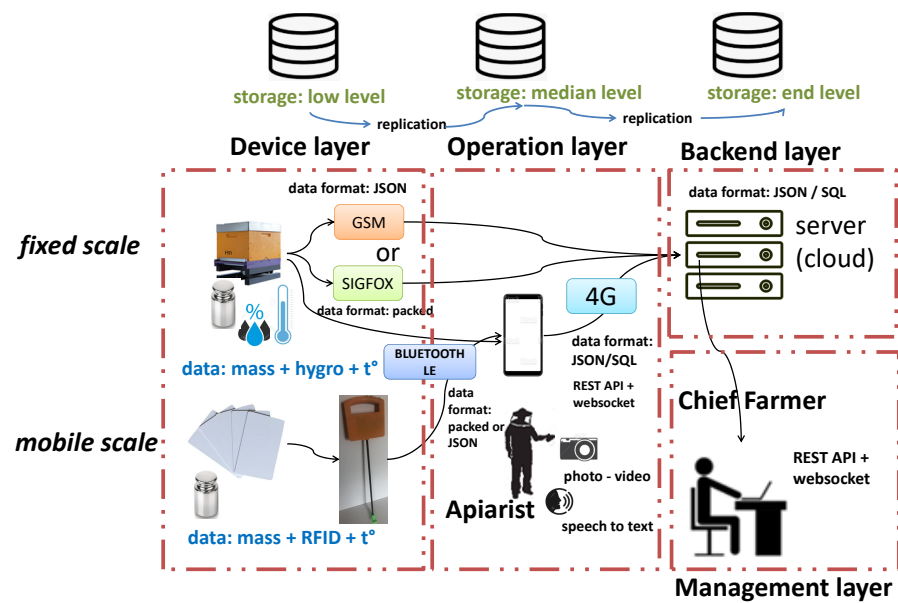 storage: low level
storage: median level
storage: end level
replication
replication
Device layer
Operation layer
Backend layer
data format: JSON
data format: JSON / SQL
fixed scale
GSM
or
SIGFOX
data format: packed
server
(cloud)
4G
%
data: mass + hygro + t°
BLUETOOTH
LE
data format:
JSON/SQL
REST API +
websocket
data
format:
packed or
JSON
mobile scale
Chief Farmer
REST API +
websocket
photo - video
Apiarist
speech to text
data: mass + RFID + t°
Management layer